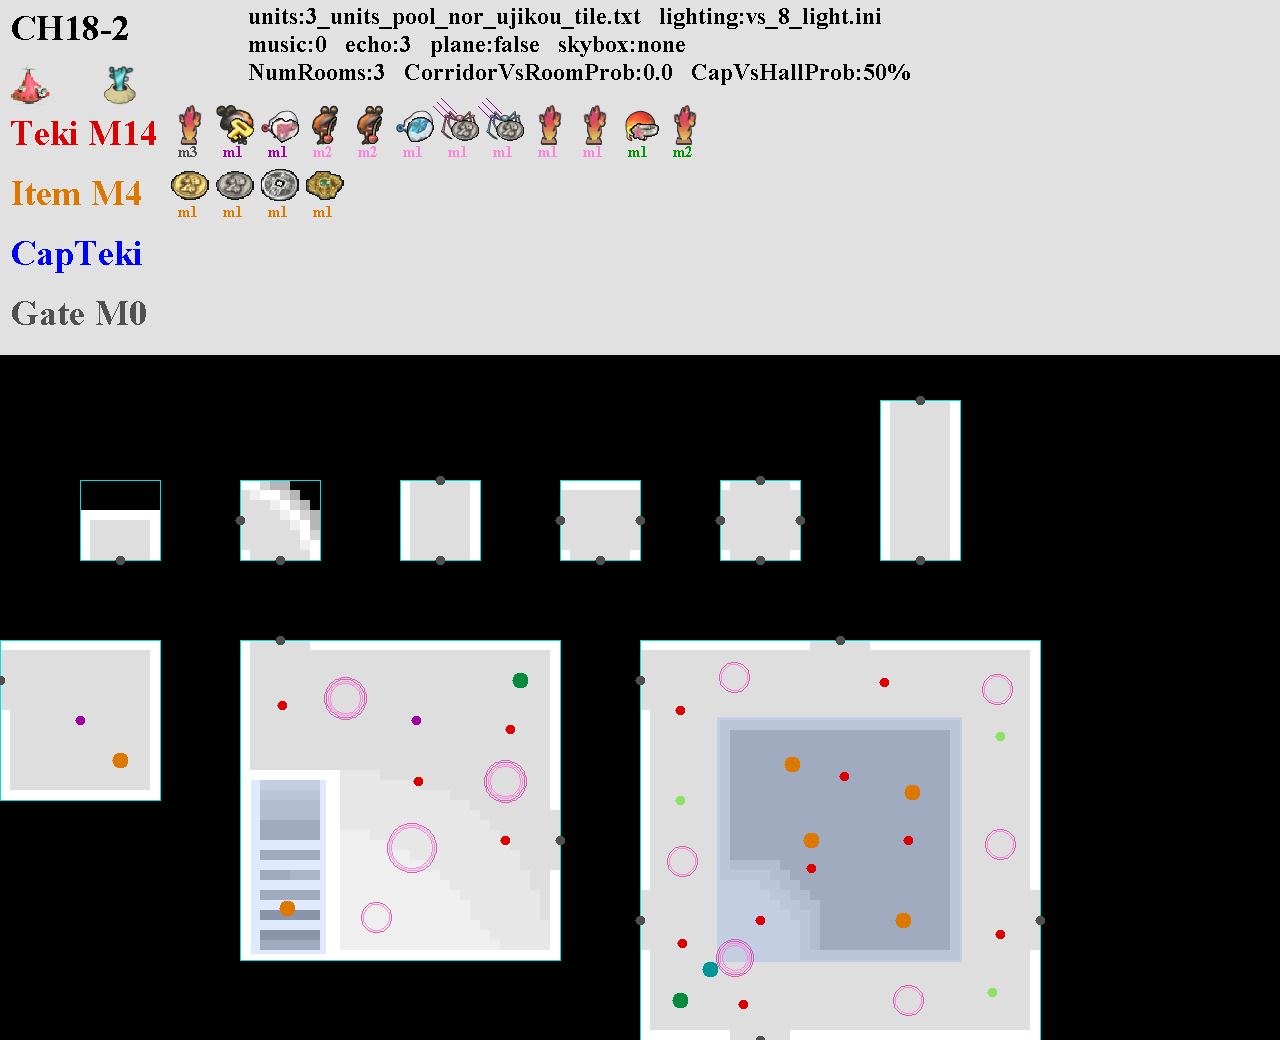 CH18-2
units:3_units_pool_nor_ujikou_tile.txt lighting:vs_8_light.ini
music:0 echo:3 plane:false skybox:none
NumRooms:3 CorridorVsRoomProb:0.0 CapVsHallProb:50%
Teki M14
m3 m1 m1 m2 m2 m1 m1 m1 m1 m1 m1 m2
Item M4
m1 m1 m1 m1
CapTeki
Gate M0